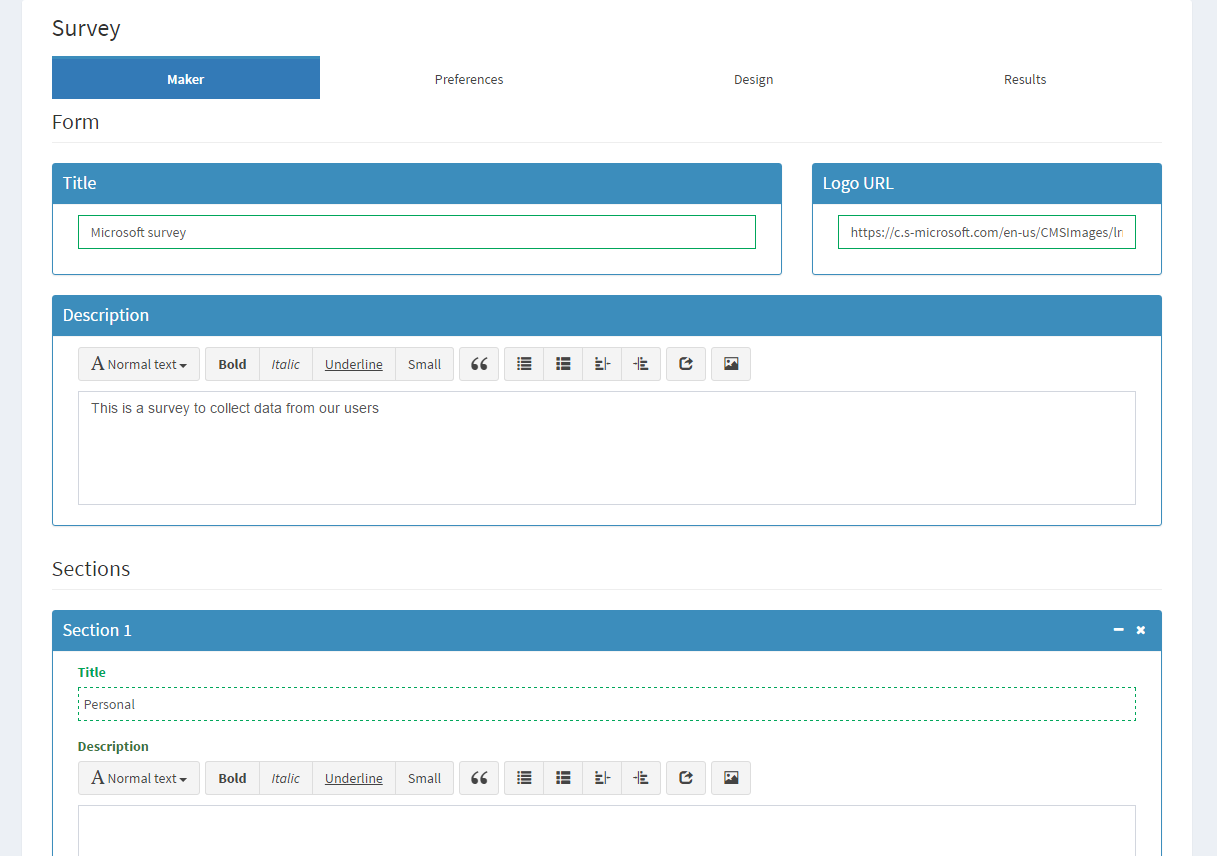 Survey
Maker Preferences Design Results
Form
Title
Logo URL
Microsoft survey
https://c.s-microsoft.com/en-us/CMSImages/
Description
A Normal text Bold Italic Underline Small
This is a survey to collect data from our users
Sections
Section 1
Title
Personal
Description
A Normal text Bold Italic Underline Small